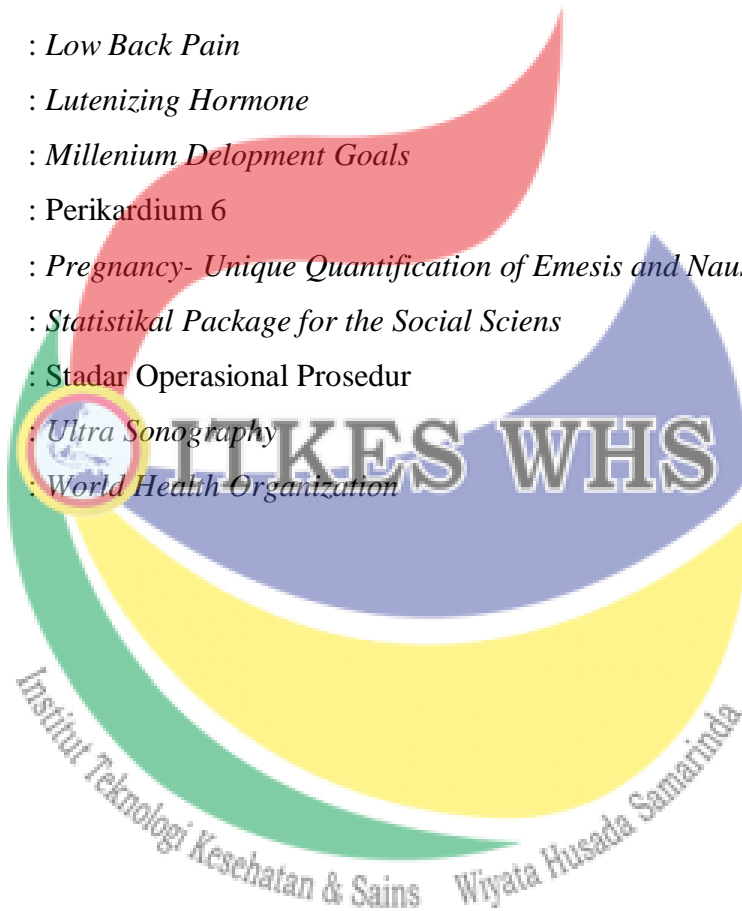 : Low Back Pain
: Lutenizing Hormone
: Millenium Delopment Goals
: Perikardium 6
: Pregnancy- Unique Quantification of Emesis and Naus
: Statistikal Package for the Social Sciens
: Stadar Operasional Prosedur
: Ultra Sonography
ITKES WHS
: World Health Organization
Institut Teknologi Kesehatan & Sains Wiyata Husada Samarinda